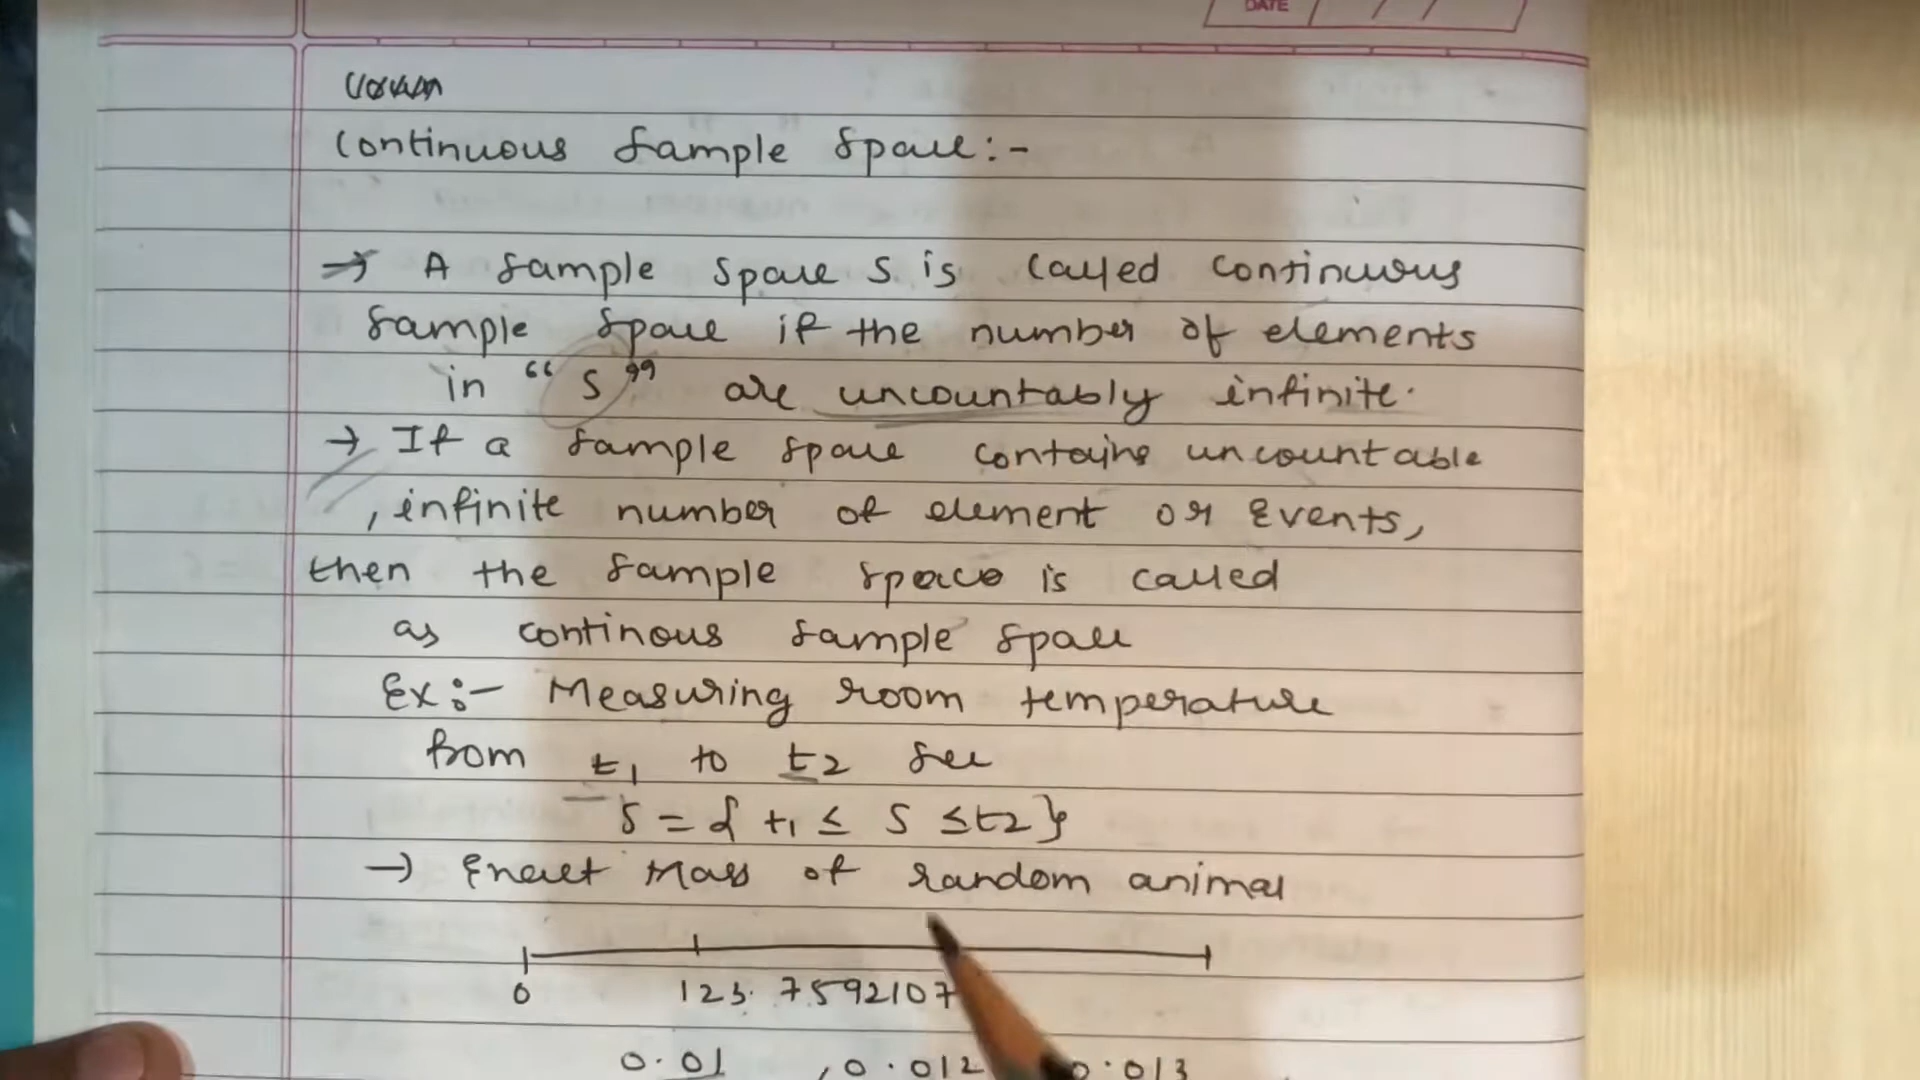 DATE / /
Continuous Sample Space:-
→ A sample space S is called continuous
sample space if the number of elements
in "S" are uncountably infinite.
→ If a sample space contains uncountable
, infinite number of element or Events,
then the sample space is called
as continous sample space
Ex:- Measuring room temperature
from t1 to t2 sec
S = { t1 ≤ S ≤ t2 }
→ Exact Mass of random animal
0 123.7592107
0.01 , 0.012 0.013